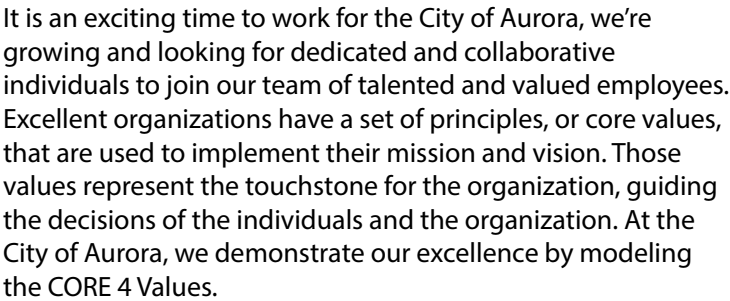 It is an exciting time to work for the City of Aurora, we’re
growing and looking for dedicated and collaborative
individuals to join our team of talented and valued employees.
Excellent organizations have a set of principles, or core values,
that are used to implement their mission and vision. Those
values represent the touchstone for the organization, guiding
the decisions of the individuals and the organization. At the
City of Aurora, we demonstrate our excellence by modeling
the CORE 4 Values.